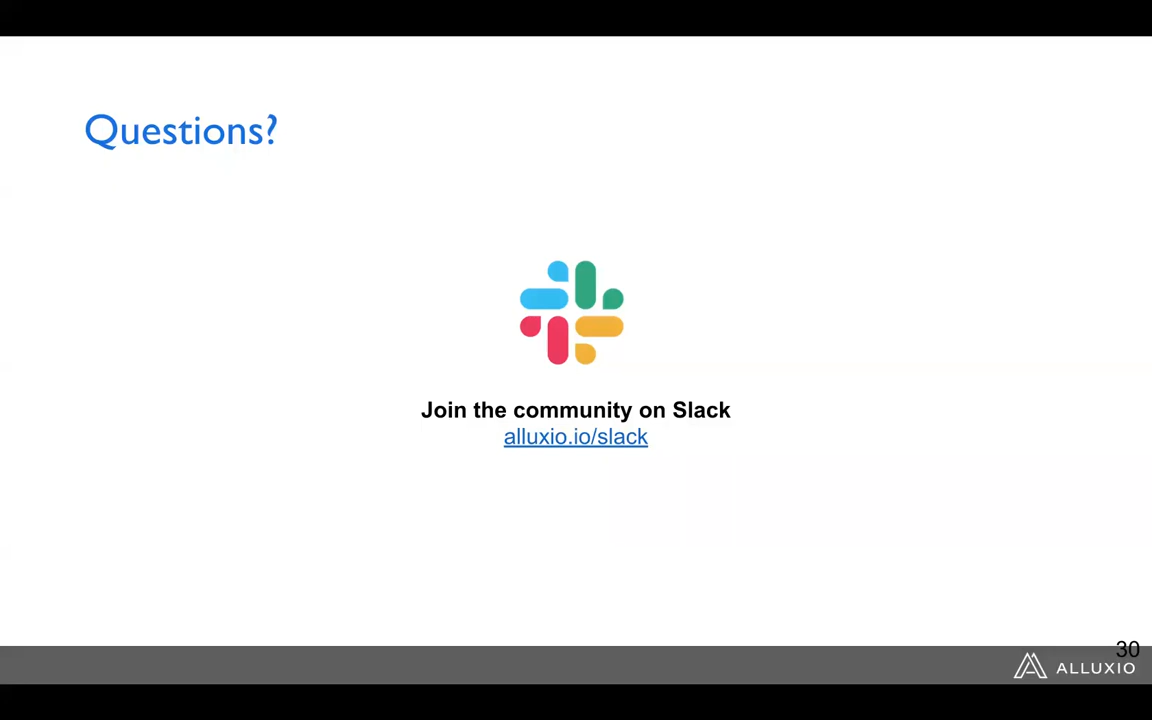 Questions?
Join the community on Slack
alluxio.io/slack
30
ALLUXIO